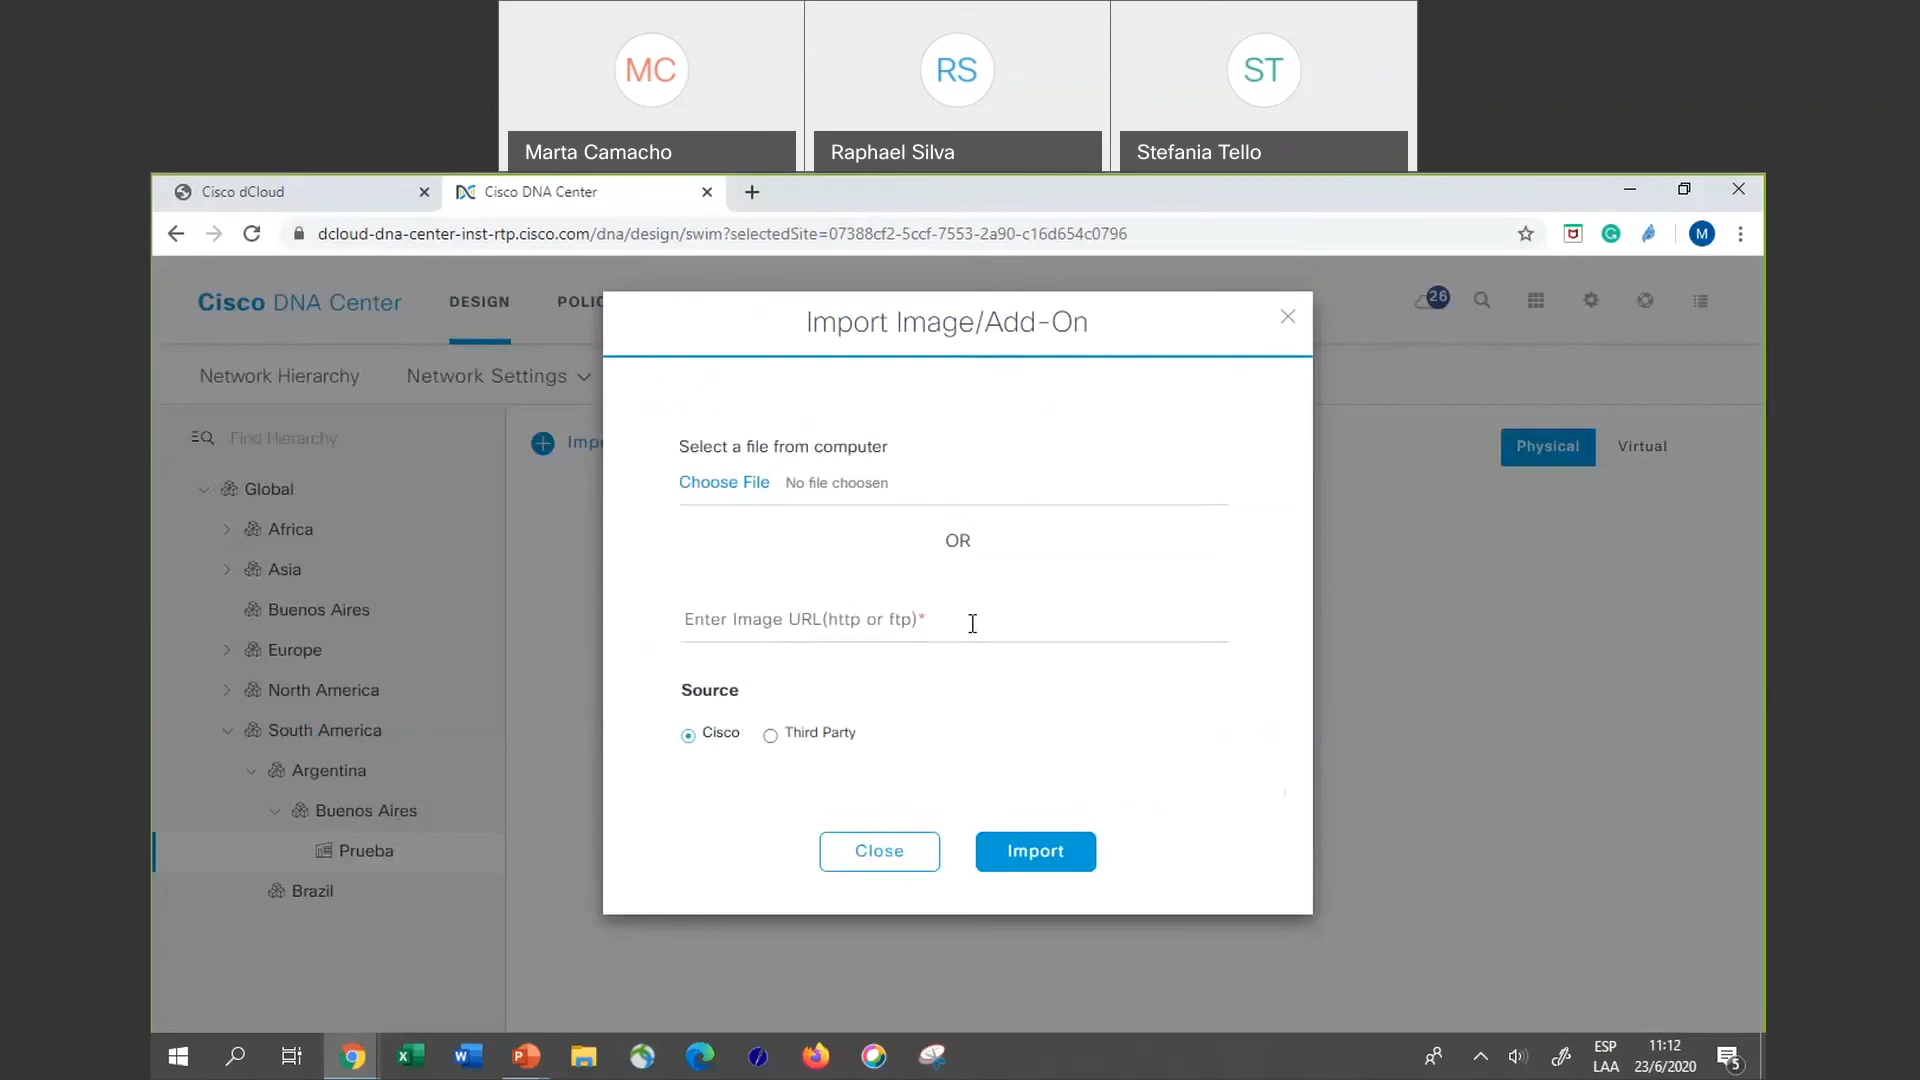 MC
RS
ST
Marta Camacho
Raphael Silva
Stefania Tello
Cisco dCloud
Cisco DNA Center
dcloud-dna-center-inst-rtp.cisco.com/dna/design/swim?selectedSite=07388cf2-5ccf-7553-2a90-c16d654c0796
M
Cisco DNA Center
DESIGN
POLIC
26
Import Image/Add-On
Network Hierarchy
Network Settings
Find Hierarchy
Impo
Physical
Virtual
Select a file from computer
Choose File No file choosen
OR
Enter Image URL(http or ftp)*
Source
Cisco
Third Party
Close
Import
Global
Africa
Asia
Buenos Aires
Europe
North America
South America
Argentina
Buenos Aires
Prueba
Brazil
ESP
LAA
11:12
23/6/2020
5